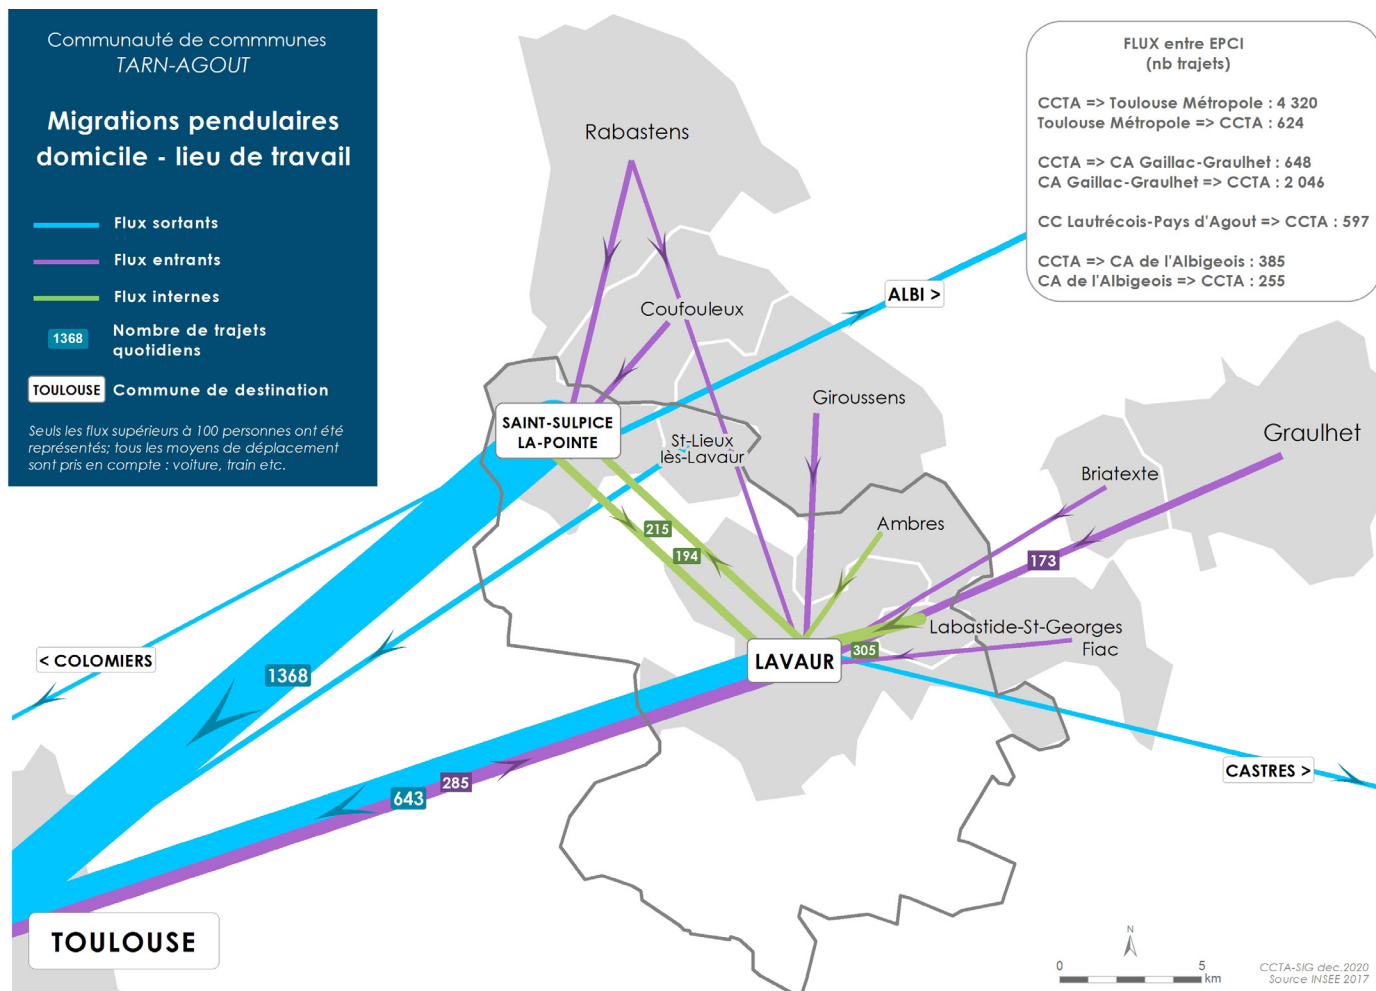 Communauté de commmunes
TARN-AGOUT
Migrations pendulaires
domicile - lieu de travail
Flux sortants
Flux entrants
Flux internes
1368
Nombre de trajets
quotidiens
TOULOUSE
Commune de destination
Seuls les flux supérieurs à 100 personnes ont été
représentés; tous les moyens de déplacement
sont pris en compte : voiture, train etc.
FLUX entre EPCI
(nb trajets)
CCTA => Toulouse Métropole : 4 320
Toulouse Métropole => CCTA : 624
CCTA => CA Gaillac-Graulhet : 648
CA Gaillac-Graulhet => CCTA : 2 046
CC Lautrécois-Pays d'Agout => CCTA : 597
CCTA => CA de l'Albigeois : 385
CA de l'Albigeois => CCTA : 255
Rabastens
ALBI >
Coufouleux
Giroussens
SAINT-SULPICE
LA-POINTE
St-Lieux
lès-Lavaur
Graulhet
Briatexte
Ambres
215
194
173
Labastide-St-Georges
Fiac
305
LAVAUR
< COLOMIERS
1368
CASTRES >
285
643
TOULOUSE
N
0 5
km
CCTA-SIG dec.2020
Source INSEE 2017